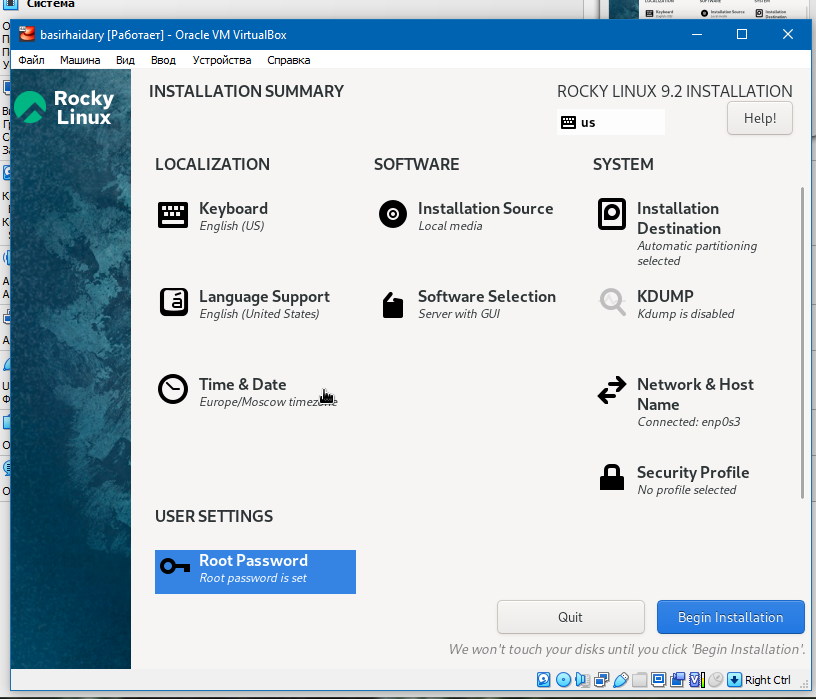 Система
basirhaidary [Работает] - Oracle VM VirtualBox
Файл Машина Вид Ввод Устройства Справка
Rocky
Linux
INSTALLATION SUMMARY
ROCKY LINUX 9.2 INSTALLATION
us
Help!
LOCALIZATION
SOFTWARE
SYSTEM
Keyboard
English (US)
Installation Source
Local media
Installation
Destination
Automatic partitioning
selected
Language Support
English (United States)
Software Selection
Server with GUI
KDUMP
Kdump is disabled
Time & Date
Europe/Moscow timezone
Network & Host
Name
Connected: enp0s3
Security Profile
No profile selected
USER SETTINGS
Root Password
Root password is set
Quit
Begin Installation
We won't touch your disks until you click 'Begin Installation'.
Right Ctrl